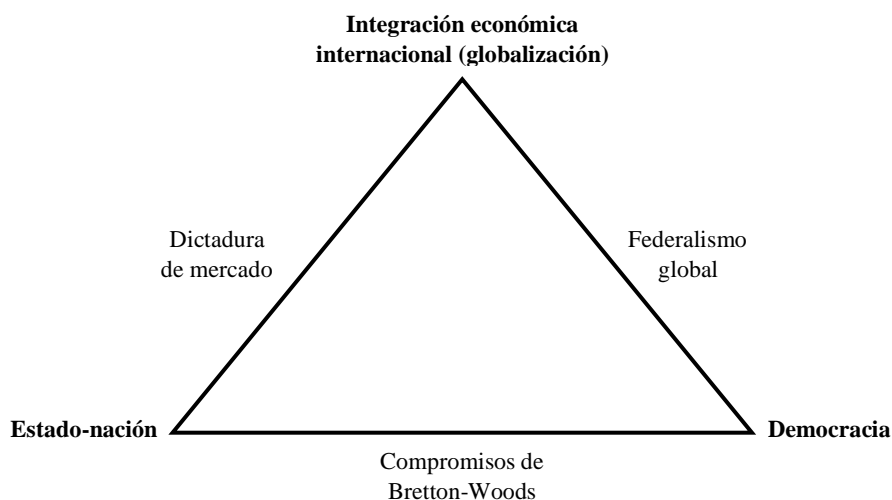 Integración económica
internacional (globalización)
Dictadura
de mercado
Federalismo
global
Estado-nación
Democracia
Compromisos de
Bretton-Woods